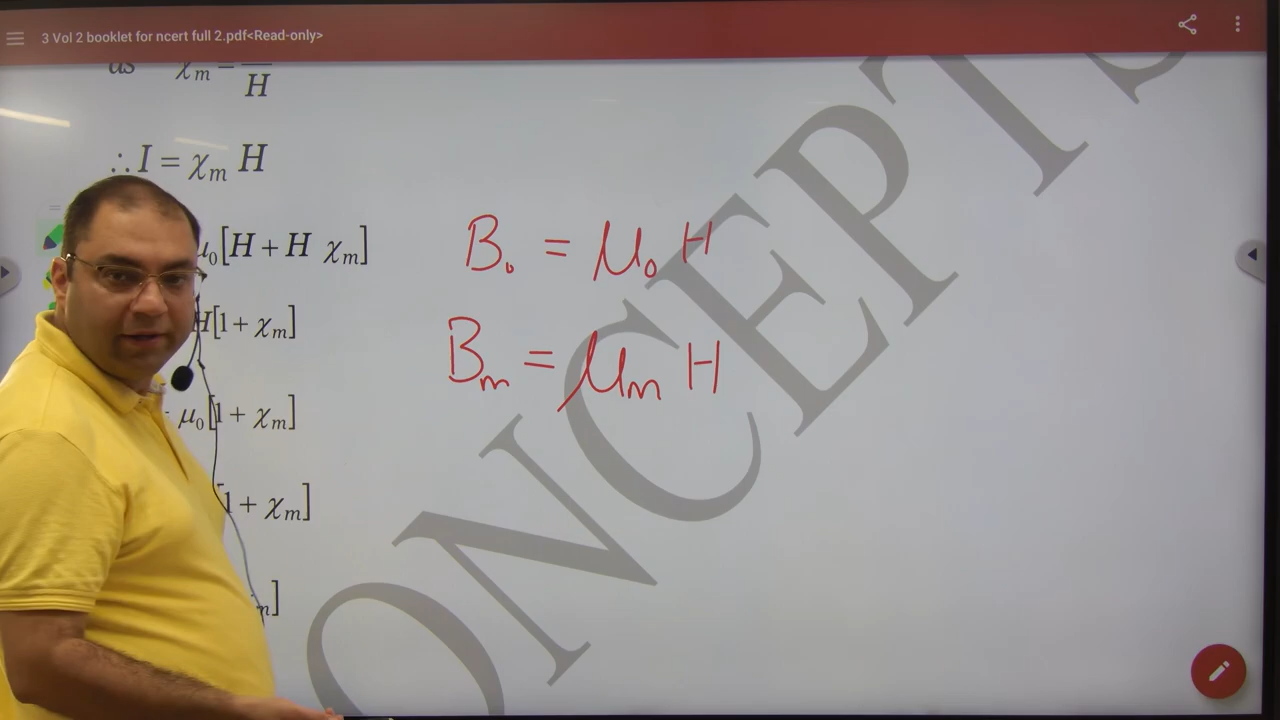 3 Vol 2 booklet for ncert full 2.pdf<Read-only>
as χm = H
∴ I = χm H
μ0[H + H χm]
B0 = μ0 H
H[1 + χm]
Bm = μm H
μ0[1 + χm]
[1 + χm]
m]
ONCEPTS